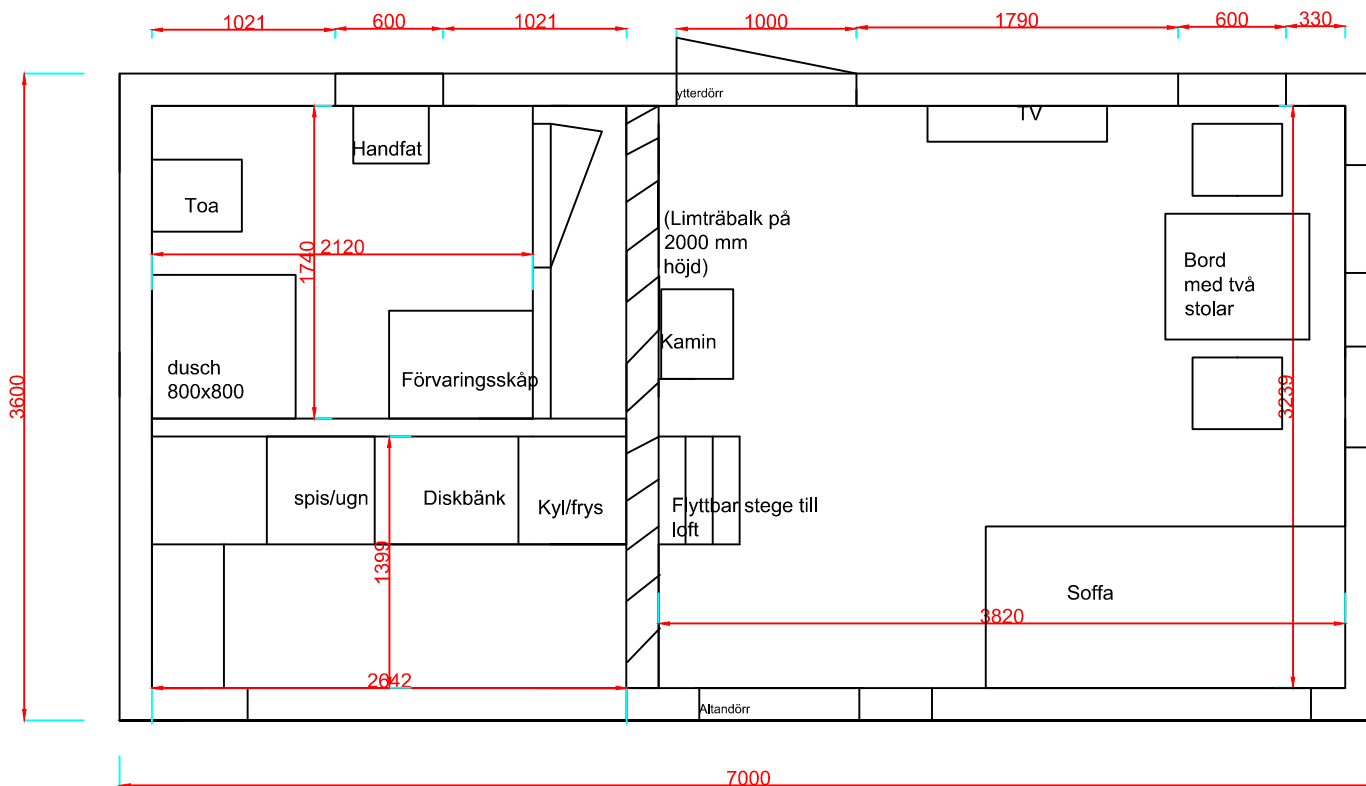 1021
600
1021
1000
1790
600
330
ytterdörr
TV
Handfat
Toa
(Limträbalk på
2000 mm
höjd)
1740
2120
Bord
med två
stolar
Kamin
dusch
800x800
Förvaringsskåp
3600
3239
spis/ugn
Diskbänk
Kyl/frys
Flyttbar stege till
loft
1399
Soffa
3820
2642
Altandörr
7000